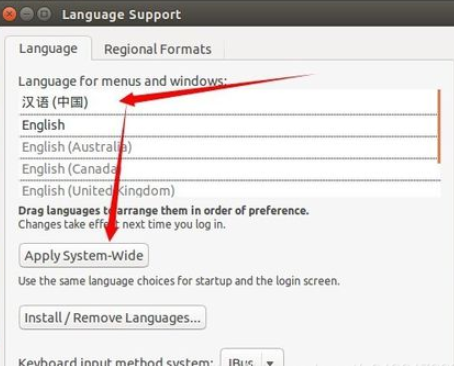 Language Support
Language
Regional Formats
Language for menus and windows:
汉语 (中国)
English
English (Australia)
English (Canada)
English (United Kingdom)
Drag languages to arrange them in order of preference.
Changes take effect next time you log in.
Apply System-Wide
Use the same language choices for startup and the login screen.
Install / Remove Languages...
Keyboard input method system: IBus